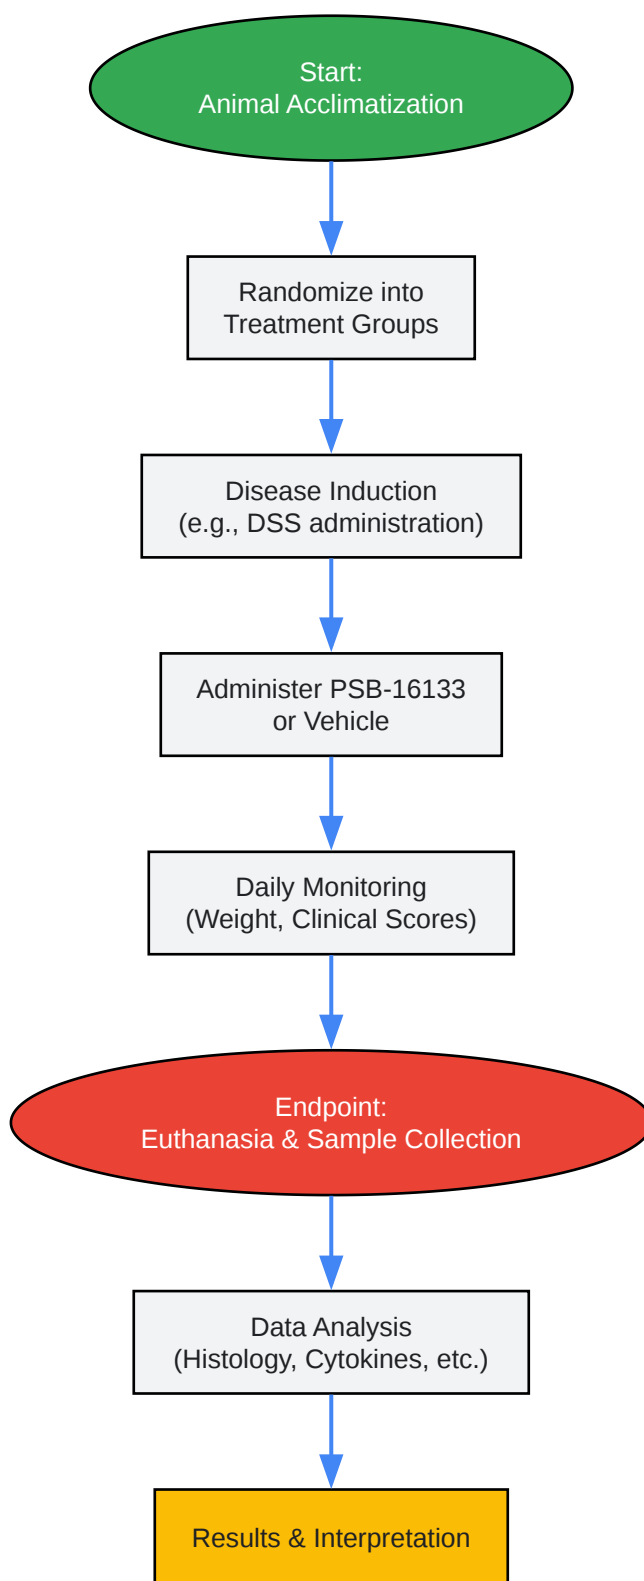 Start:
Animal Acclimatization
Randomize into
Treatment Groups
Disease Induction
(e.g., DSS administration)
Administer PSB-16133
or Vehicle
Daily Monitoring
(Weight, Clinical Scores)
Endpoint:
Euthanasia & Sample Collection
Data Analysis
(Histology, Cytokines, etc.)
Results & Interpretation